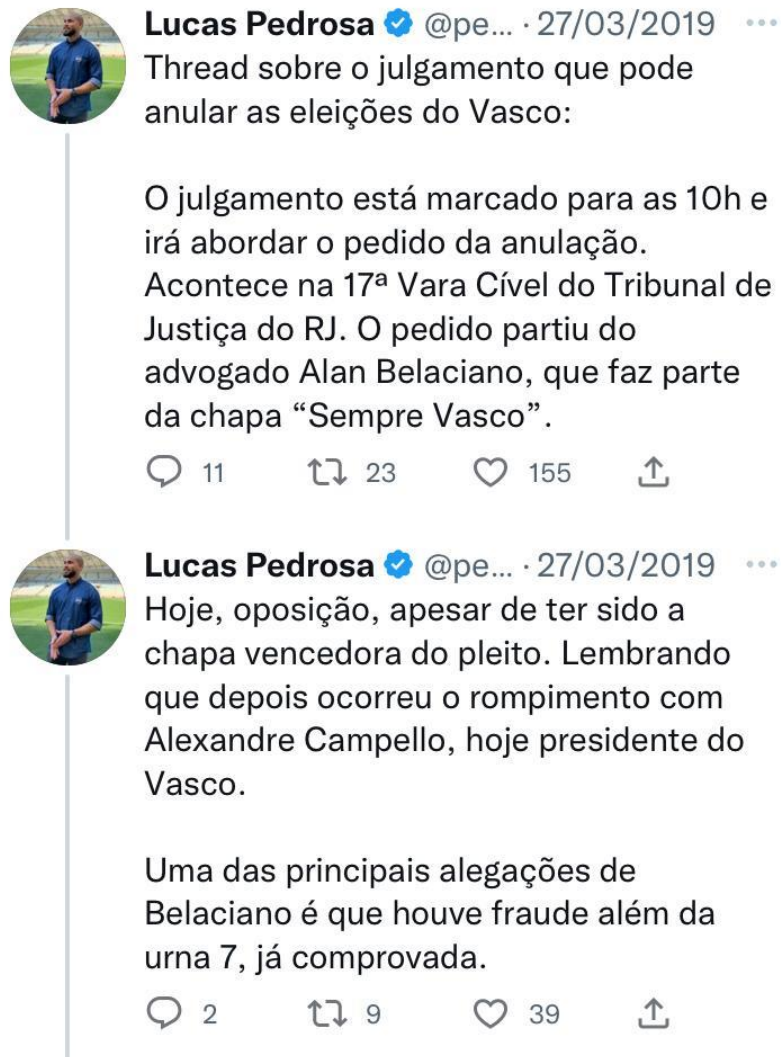 Lucas Pedrosa @pe... · 27/03/2019
Thread sobre o julgamento que pode
anular as eleições do Vasco:
O julgamento está marcado para as 10h e
irá abordar o pedido da anulação.
Acontece na 17ª Vara Cível do Tribunal de
Justiça do RJ. O pedido partiu do
advogado Alan Belaciano, que faz parte
da chapa “Sempre Vasco”.
11 23 155
Lucas Pedrosa @pe... · 27/03/2019
Hoje, oposição, apesar de ter sido a
chapa vencedora do pleito. Lembrando
que depois ocorreu o rompimento com
Alexandre Campello, hoje presidente do
Vasco.
Uma das principais alegações de
Belaciano é que houve fraude além da
urna 7, já comprovada.
2 9 39